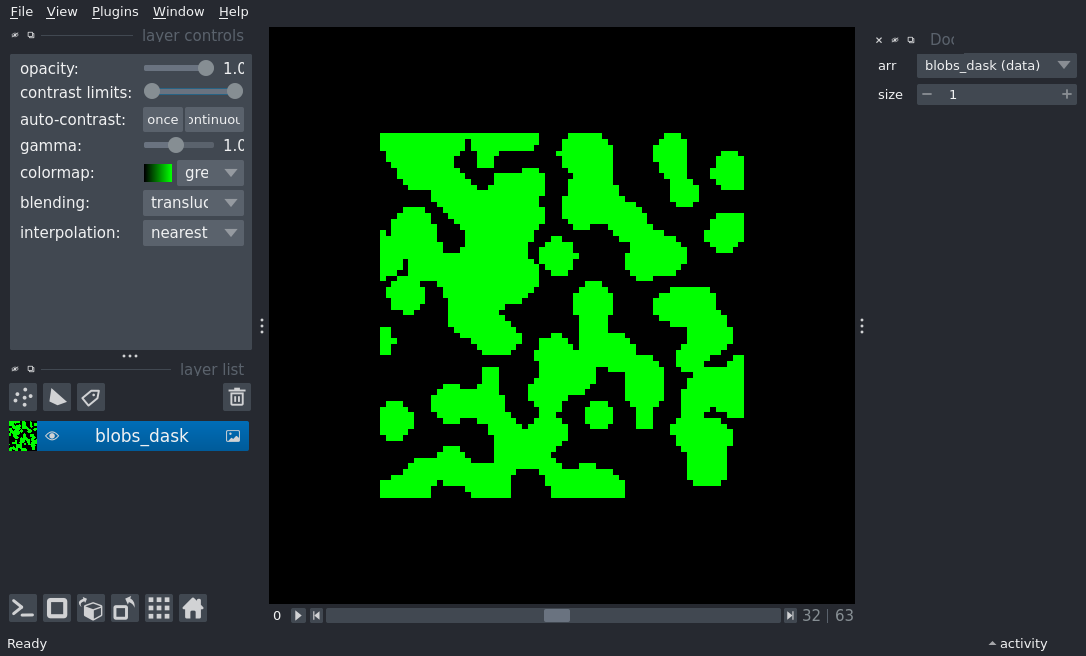 File View Plugins Window Help
layer controls
opacity: 1.0
contrast limits:
auto-contrast: once ontinuou
gamma: 1.0
colormap: gre
blending: transluc
interpolation: nearest
layer list
blobs_dask
Doc
arr blobs_dask (data)
size 1
0 32 63
Ready
activity